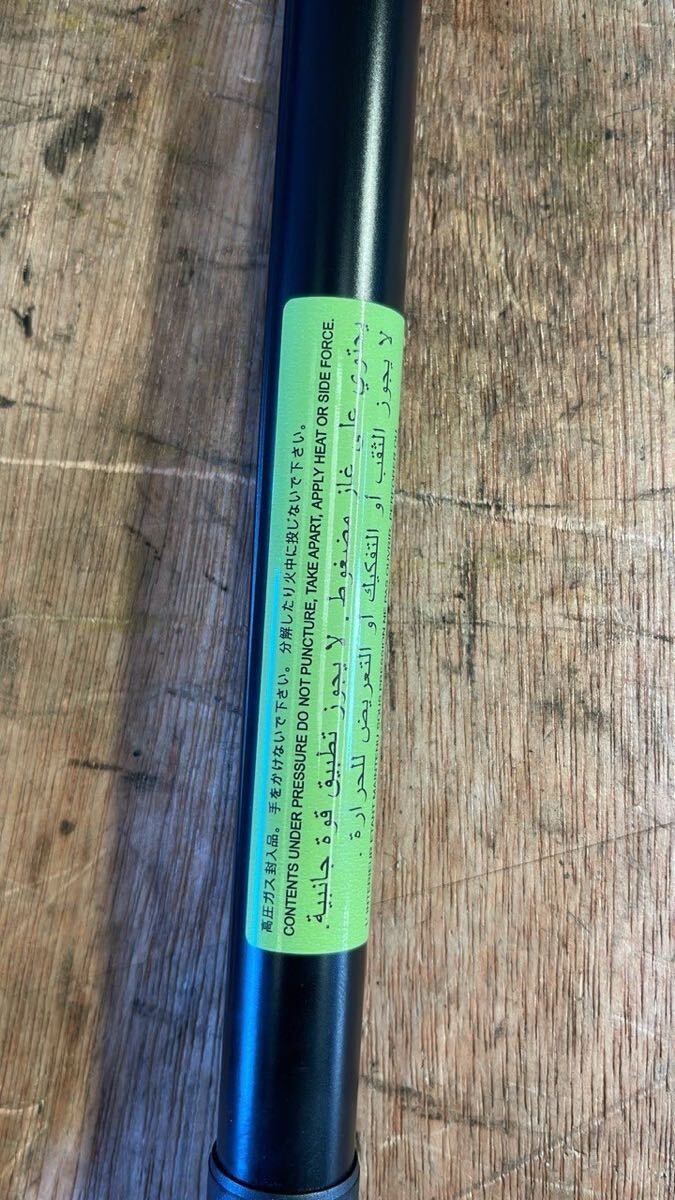 高圧ガス封入品。 手をかけないで下さい。 分解したり火中に投じないで下さい。
CONTENTS UNDER PRESSURE DO NOT PUNCTURE, TAKE APART, APPLY HEAT OR SIDE FORCE.
يحتوي على غاز مضغوط. لا يجوز تطبيق قوة جانبية.
لا يجوز الثقب أو التفكيك أو التعريض للحرارة.